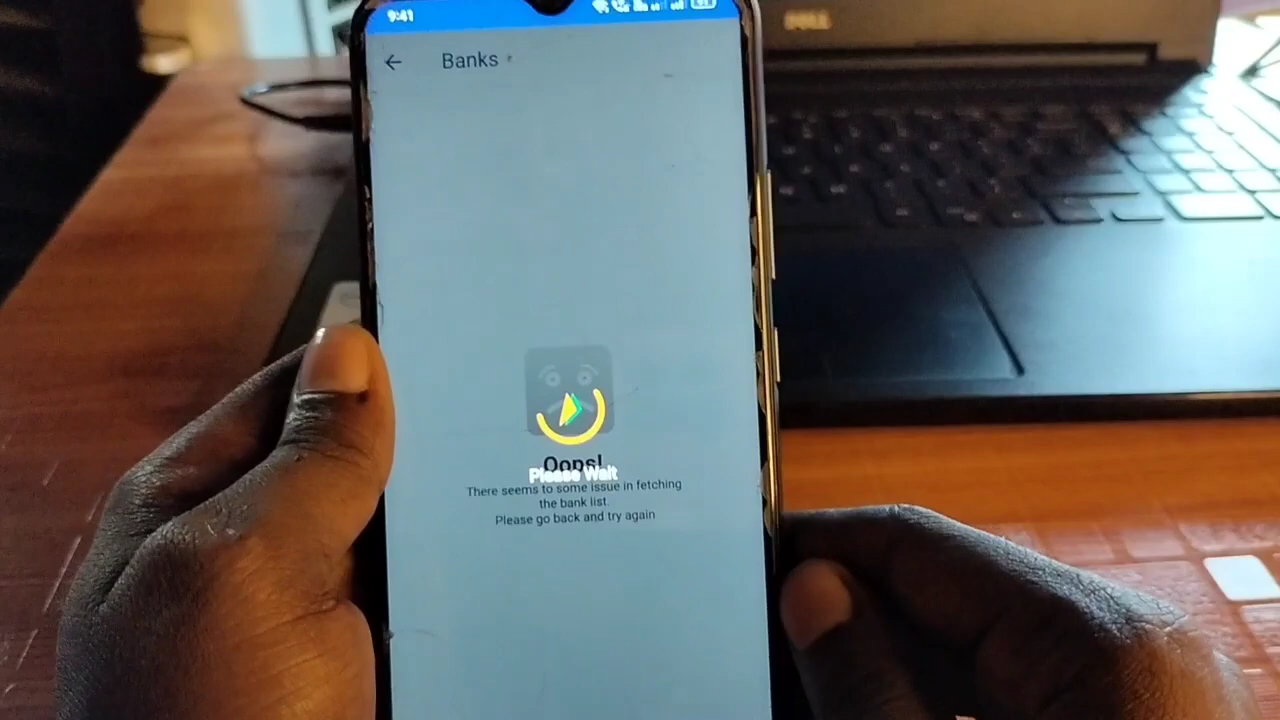 9:41
DELL
Banks
Oops!
Please Wait
There seems to some issue in fetching
the bank list.
Please go back and try again